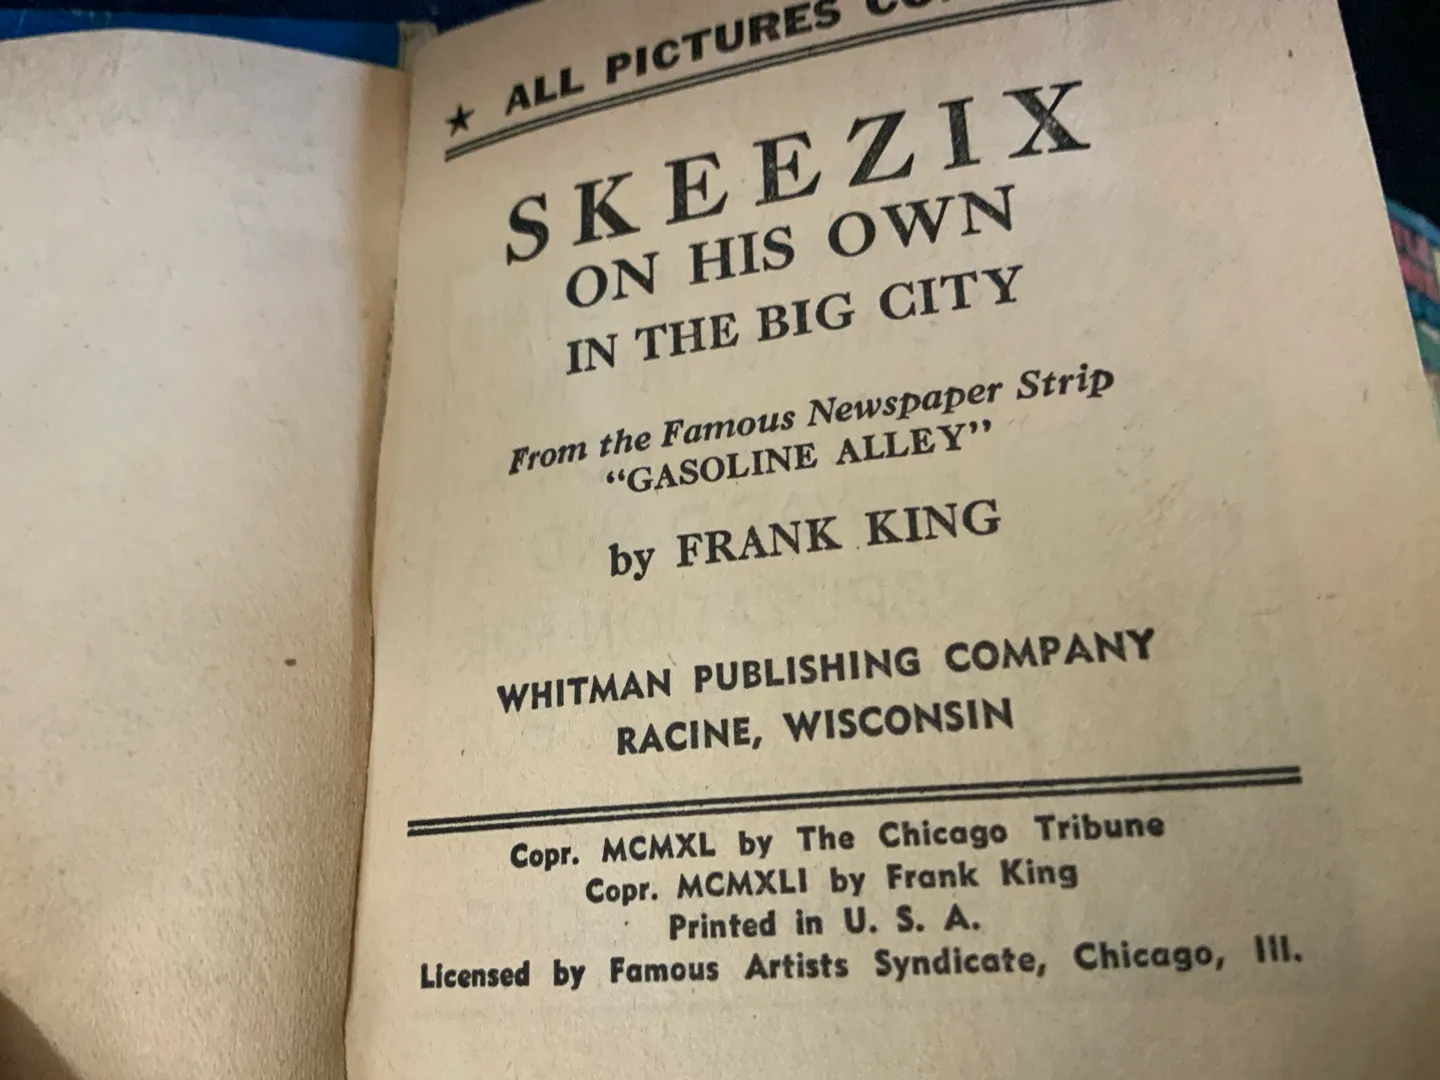 ★ ALL PICTURES
SKEEZIX
ON HIS OWN
IN THE BIG CITY
From the Famous Newspaper Strip
“GASOLINE ALLEY”
by FRANK KING
WHITMAN PUBLISHING COMPANY
RACINE, WISCONSIN
Copr. MCMXL by The Chicago Tribune
Copr. MCMXLI by Frank King
Printed in U. S. A.
Licensed by Famous Artists Syndicate, Chicago, Ill.